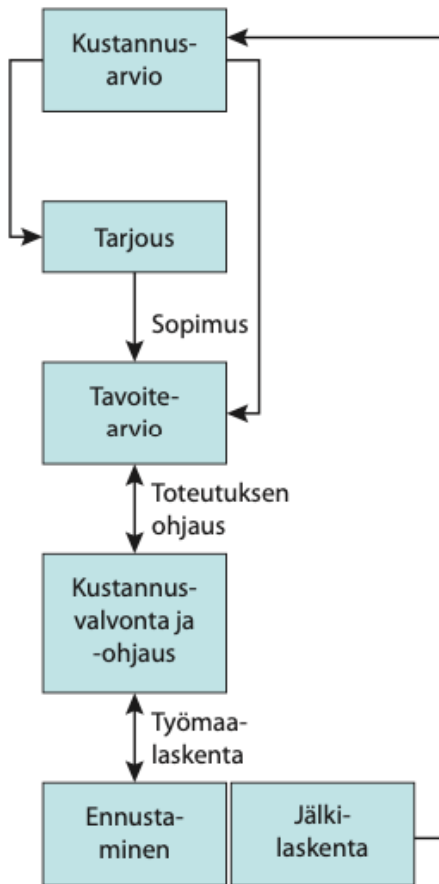 Kustannus-
arvio
Tarjous
Sopimus
Tavoite-
arvio
Toteutuksen
ohjaus
Kustannus-
valvonta ja
-ohjaus
Työmaa-
laskenta
Ennusta-
minen
Jälki-
laskenta